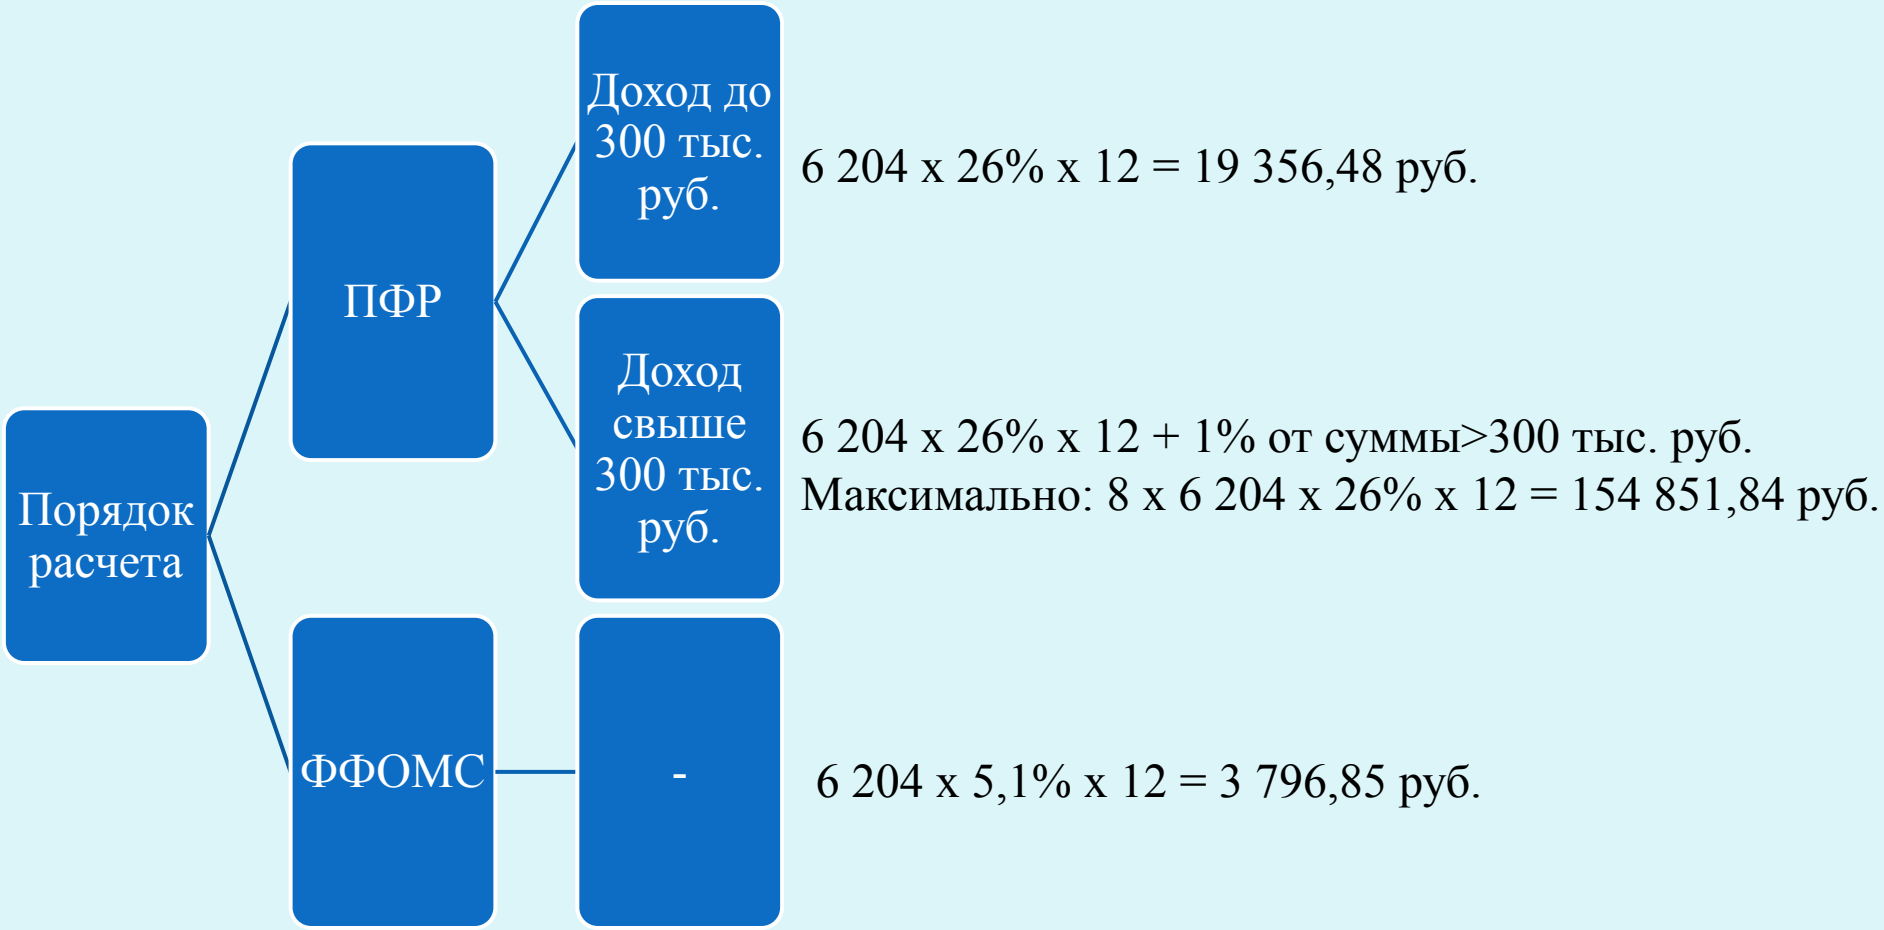 Порядок
расчета
ПФР
Доход до
300 тыс.
руб.
6 204 х 26% х 12 = 19 356,48 руб.
Доход
свыше
300 тыс.
руб.
6 204 х 26% х 12 + 1% от суммы>300 тыс. руб.
Максимально: 8 х 6 204 х 26% х 12 = 154 851,84 руб.
ФФОМС
-
6 204 х 5,1% х 12 = 3 796,85 руб.